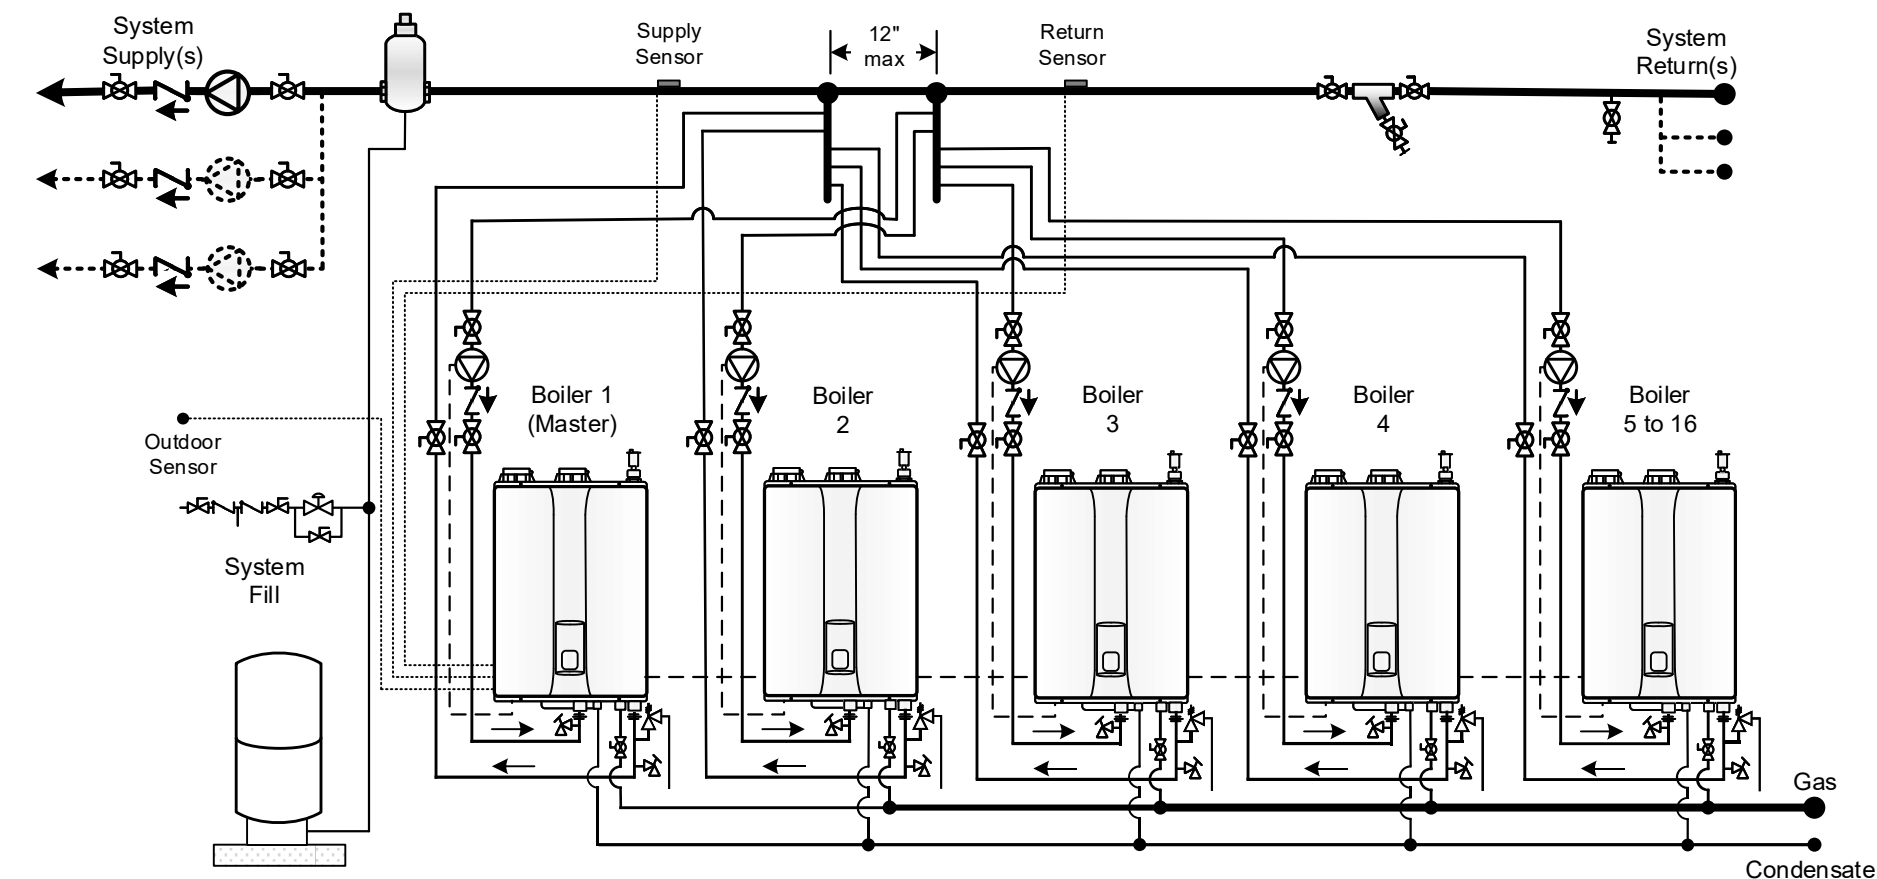 System
Supply(s)
Supply
Sensor
12"
max
Return
Sensor
System
Return(s)
Outdoor
Sensor
System
Fill
Boiler 1
(Master)
Boiler
2
Boiler
3
Boiler
4
Boiler
5 to 16
Gas
Condensate